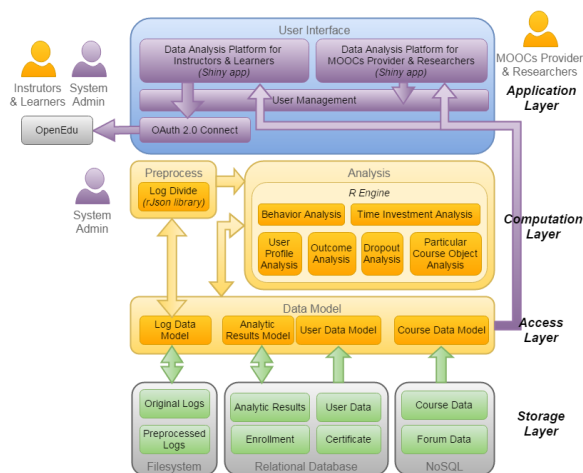 User Interface
Data Analysis Platform for
Instructors & Learners
(Shiny app)
Data Analysis Platform for
MOOCs Provider & Researchers
(Shiny app)
User Management
OAuth 2.0 Connect
Instrutors
& Learners
System
Admin
OpenEdu
MOOCs Provider
& Researchers
Application
Layer
Preprocess
Log Divide
(rJson library)
System
Admin
Analysis
R Engine
Behavior Analysis
Time Investment Analysis
User
Profile
Analysis
Outcome
Analysis
Dropout
Analysis
Particular
Course Object
Analysis
Computation
Layer
Data Model
Log Data
Model
Analytic
Results Model
User Data Model
Course Data Model
Access
Layer
Original Logs
Preprocessed
Logs
Filesystem
Analytic Results
User Data
Enrollment
Certificate
Relational Database
Course Data
Forum Data
NoSQL
Storage
Layer